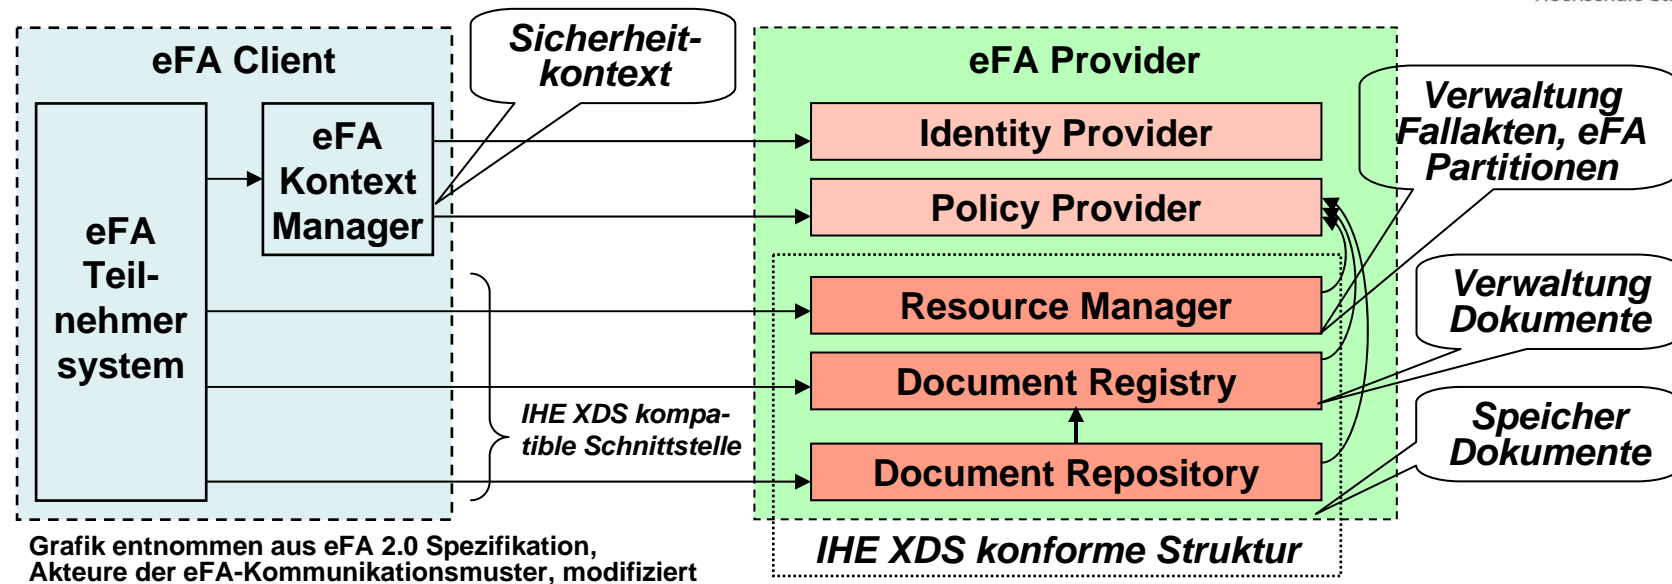 eFA Client
eFA
Teil-
nehmer
system
eFA
Kontext
Manager
Sicherheit-
kontext
IHE XDS kompa-
tible Schnittstelle
eFA Provider
Identity Provider
Policy Provider
Resource Manager
Document Registry
Document Repository
IHE XDS konforme Struktur
Verwaltung
Fallakten, eFA
Partitionen
Verwaltung
Dokumente
Speicher
Dokumente
Grafik entnommen aus eFA 2.0 Spezifikation,
Akteure der eFA-Kommunikationsmuster, modifiziert